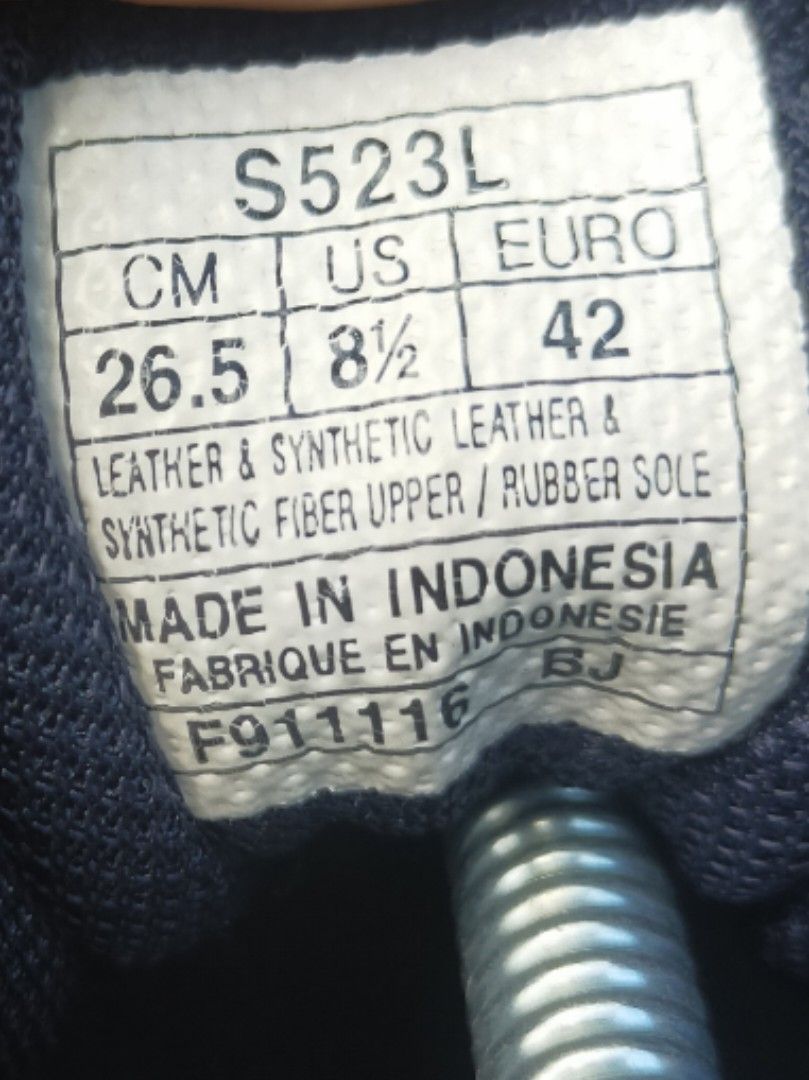 S523L
CM US EURO
26.5 8½ 42
LEATHER & SYNTHETIC LEATHER &
SYNTHETIC FIBER UPPER / RUBBER SOLE
MADE IN INDONESIA
FABRIQUE EN INDONESIE
F911116 BJ